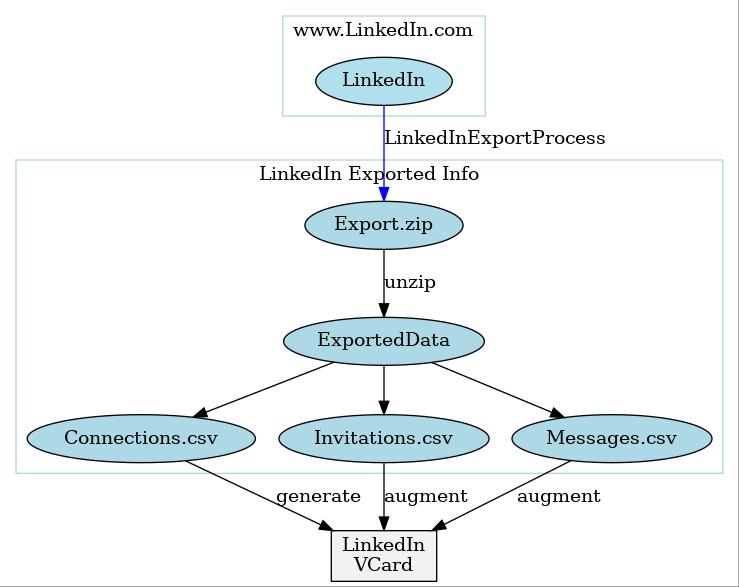 www.LinkedIn.com
LinkedIn
LinkedInExportProcess
LinkedIn Exported Info
Export.zip
unzip
ExportedData
Connections.csv
Invitations.csv
Messages.csv
generate
augment
augment
LinkedIn
VCard